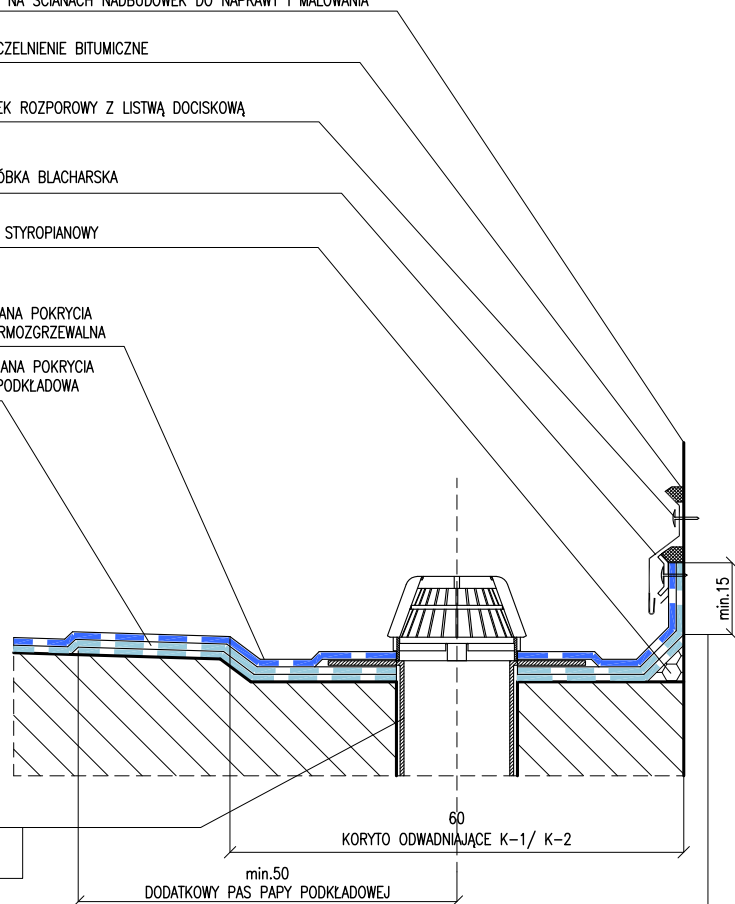 NA ŚCIANACH NADBUDÓWEK DO NAPRAWY I MALOWANIA
CZELNIENIE BITUMICZNE
EK ROZPOROWY Z LISTWĄ DOCISKOWĄ
ÓBKA BLACHARSKA
STYROPIANOWY
ANA POKRYCIA
RMOZGRZEWALNA
ANA POKRYCIA
PODKŁADOWA
min.15
60
KORYTO ODWADNIAJĄCE K-1/ K-2
min.50
DODATKOWY PAS PAPY PODKŁADOWEJ